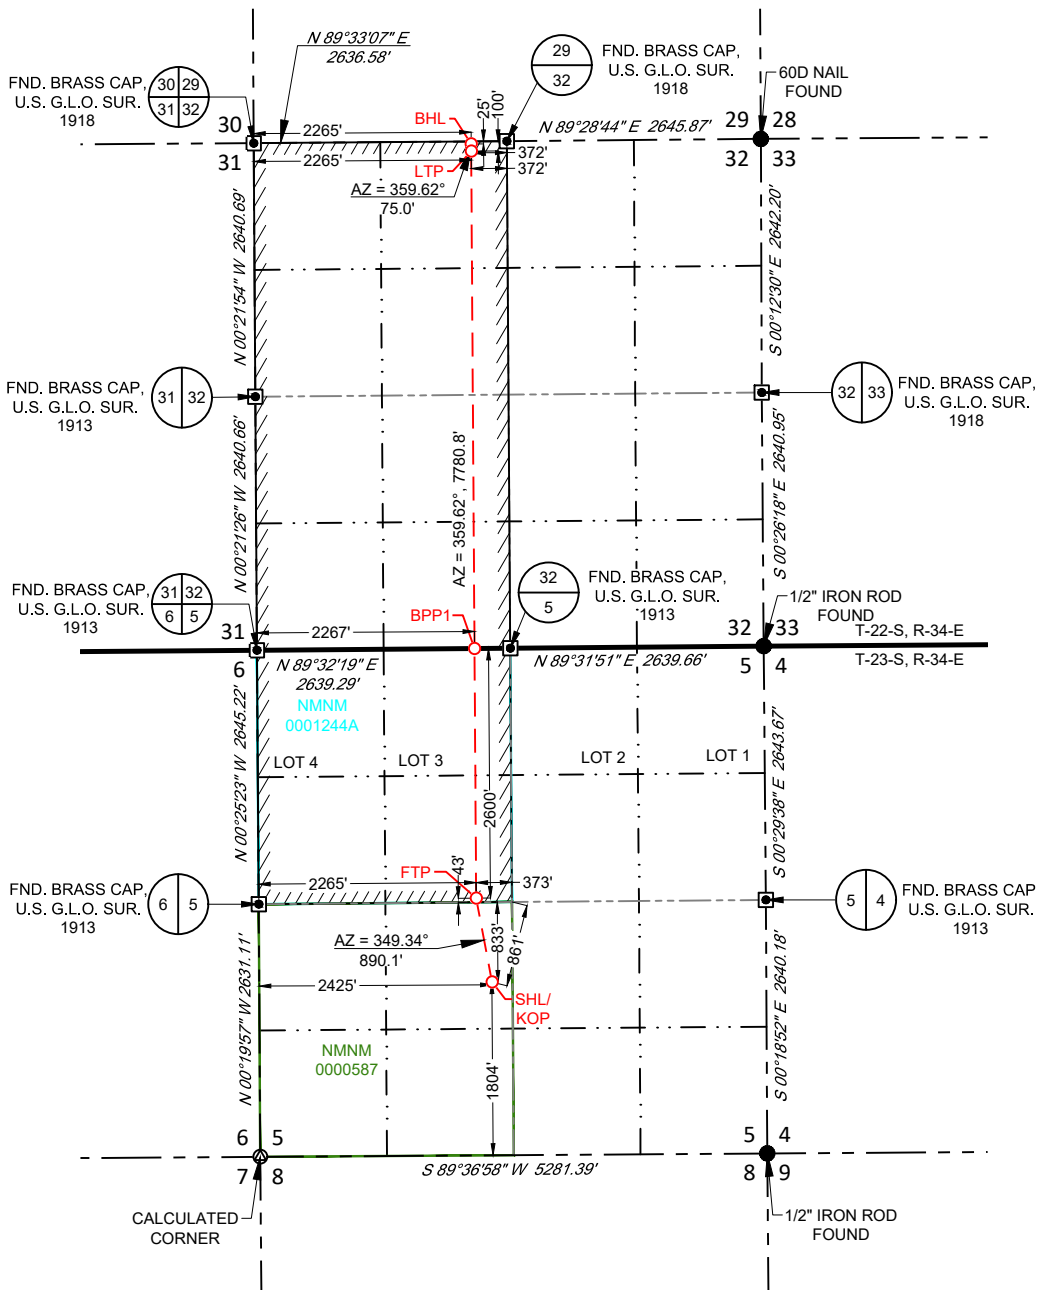 N 89°33'07" E
2636.58'
FND. BRASS CAP,
U.S. G.L.O. SUR.
1918
30 29
31 32
29
32
FND. BRASS CAP,
U.S. G.L.O. SUR.
1918
60D NAIL
FOUND
30
31
2265'
BHL
25'
100'
N 89°28'44" E 2645.87'
29 28
32 33
2265'
LTP
372'
372'
AZ = 359.62°
75.0'
N 00°21'54" W 2640.69'
S 00°12'30" E 2642.20'
FND. BRASS CAP,
U.S. G.L.O. SUR.
1913
31 32
32 33
FND. BRASS CAP,
U.S. G.L.O. SUR.
1918
N 00°21'26" W 2640.66'
AZ = 359.62°, 7780.8'
S 00°26'18" E 2640.95'
FND. BRASS CAP,
U.S. G.L.O. SUR.
1913
31 32
6 5
32
5
FND. BRASS CAP,
U.S. G.L.O. SUR.
1913
1/2" IRON ROD
FOUND
31
6
2267'
BPP1
32 33
5 4
T-22-S, R-34-E
T-23-S, R-34-E
N 89°32'19" E
2639.29'
N 89°31'51" E 2639.66'
NMNM
0001244A
N 00°25'23" W 2645.22'
S 00°29'38" E 2643.67'
LOT 4
LOT 3
LOT 2
LOT 1
2600'
43'
FTP
2265'
373'
FND. BRASS CAP,
U.S. G.L.O. SUR.
1913
6 5
5 4
FND. BRASS CAP
U.S. G.L.O. SUR.
1913
AZ = 349.34°
890.1'
833'
861'
2425'
SHL/
KOP
N 00°19'57" W 2631.11'
S 00°18'52" E 2640.18'
NMNM
0000587
1804'
6 5
7 8
5 4
8 9
S 89°36'58" W 5281.39'
CALCULATED
CORNER
1/2" IRON ROD
FOUND